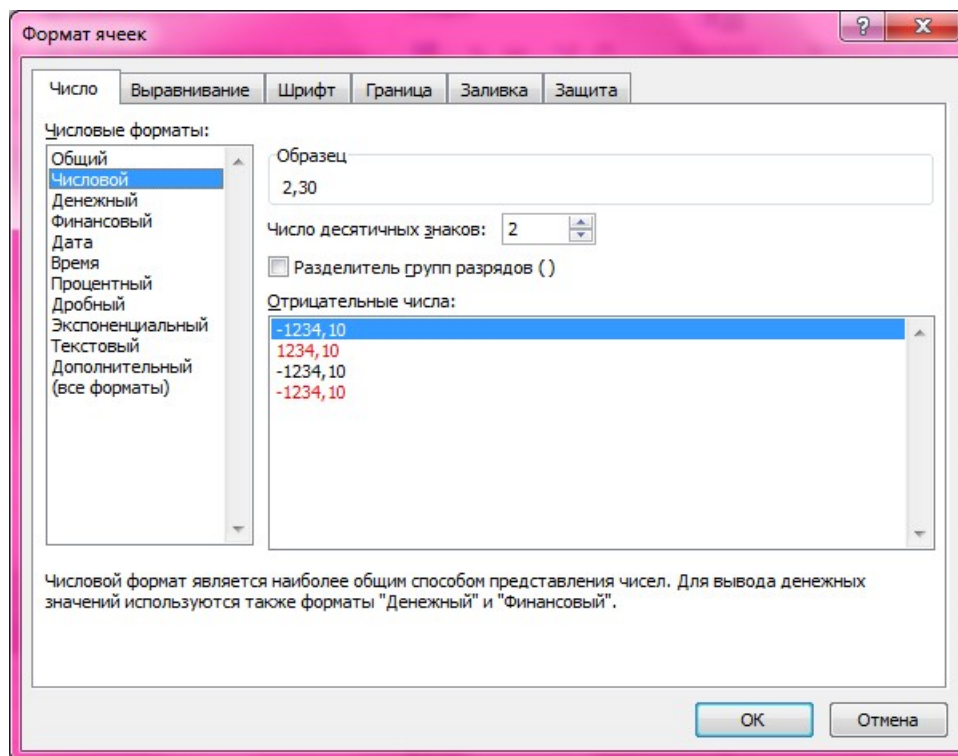 Формат ячеек
Число Выравнивание Шрифт Граница Заливка Защита
Числовые форматы:
Общий
Числовой
Денежный
Финансовый
Дата
Время
Процентный
Дробный
Экспоненциальный
Текстовый
Дополнительный
(все форматы)
Образец
2,30
Число десятичных знаков: 2
Разделитель групп разрядов ( )
Отрицательные числа:
-1234,10
1234,10
-1234,10
-1234,10
Числовой формат является наиболее общим способом представления чисел. Для вывода денежных
значений используются также форматы "Денежный" и "Финансовый".
ОК Отмена